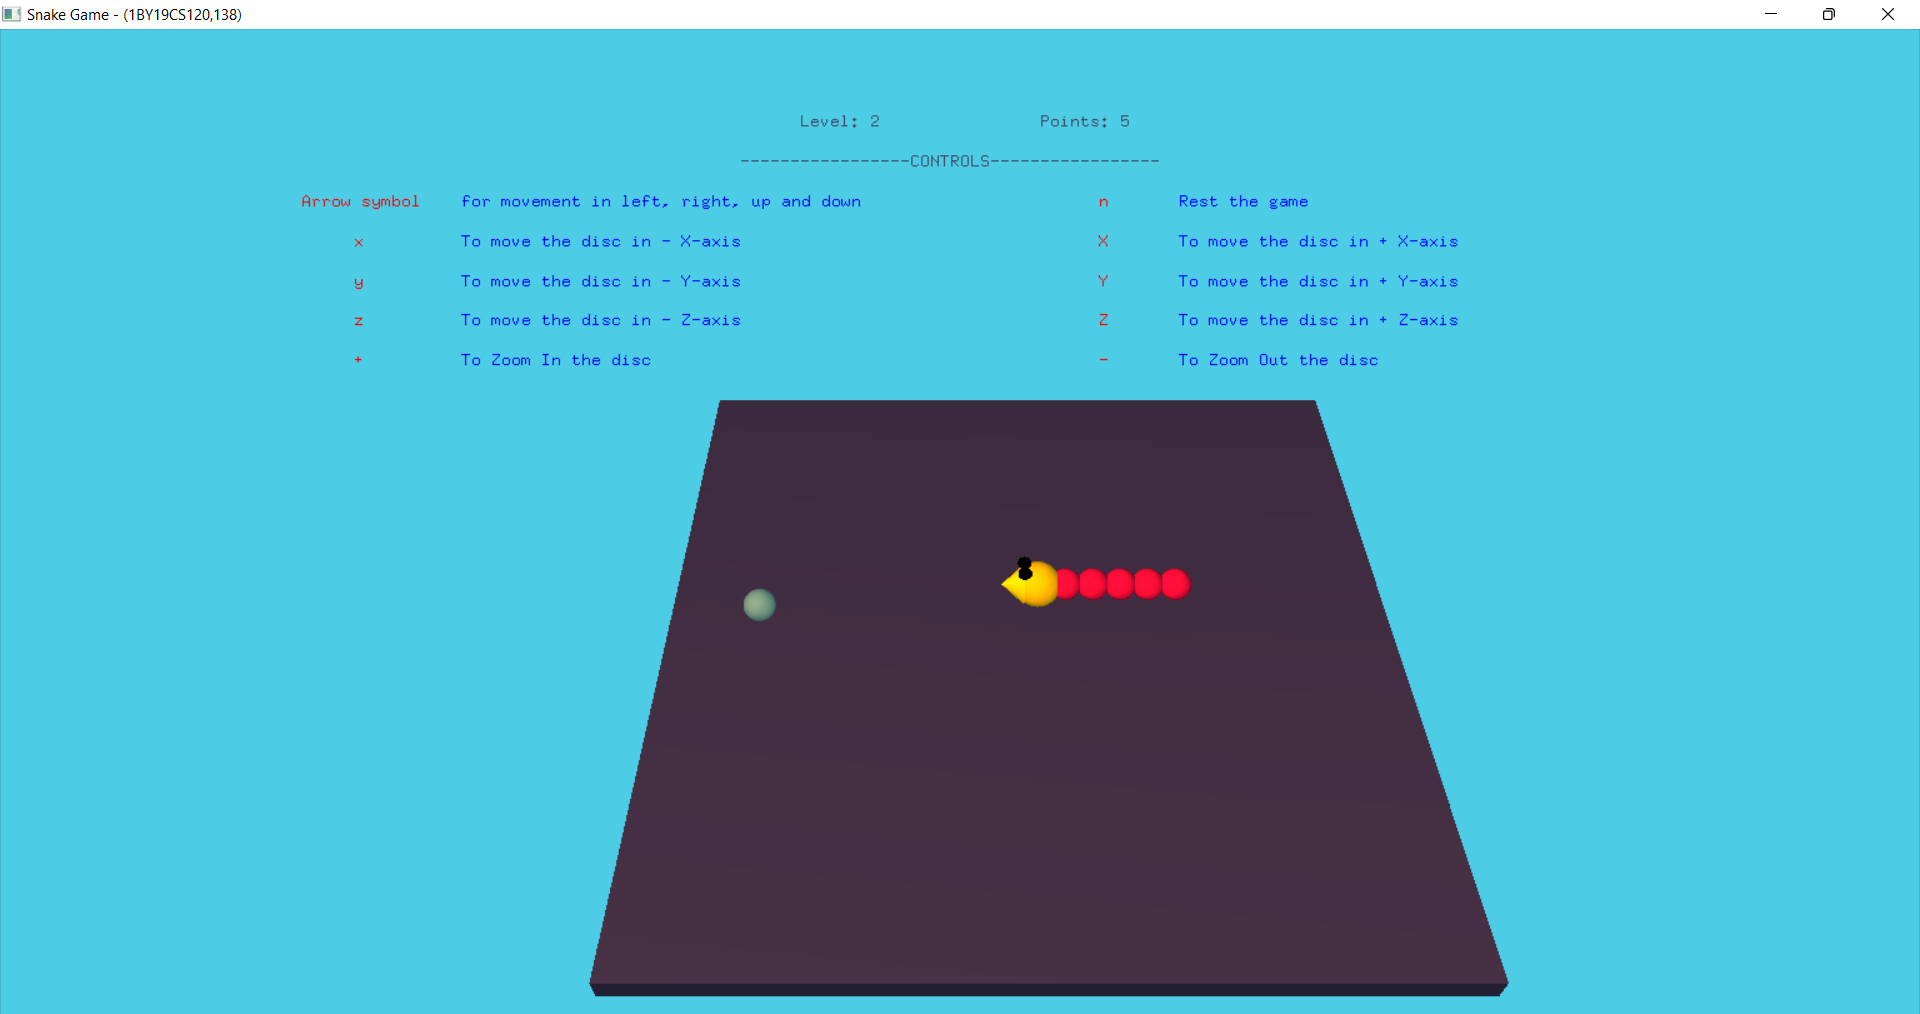 Snake Game - (1BY19CS120,138)
Level: 2 Points: 5
-----------------CONTROLS-----------------
Arrow symbol for movement in left, right, up and down n Rest the game
x To move the disc in - X-axis X To move the disc in + X-axis
y To move the disc in - Y-axis Y To move the disc in + Y-axis
z To move the disc in - Z-axis Z To move the disc in + Z-axis
+ To Zoom In the disc - To Zoom Out the disc